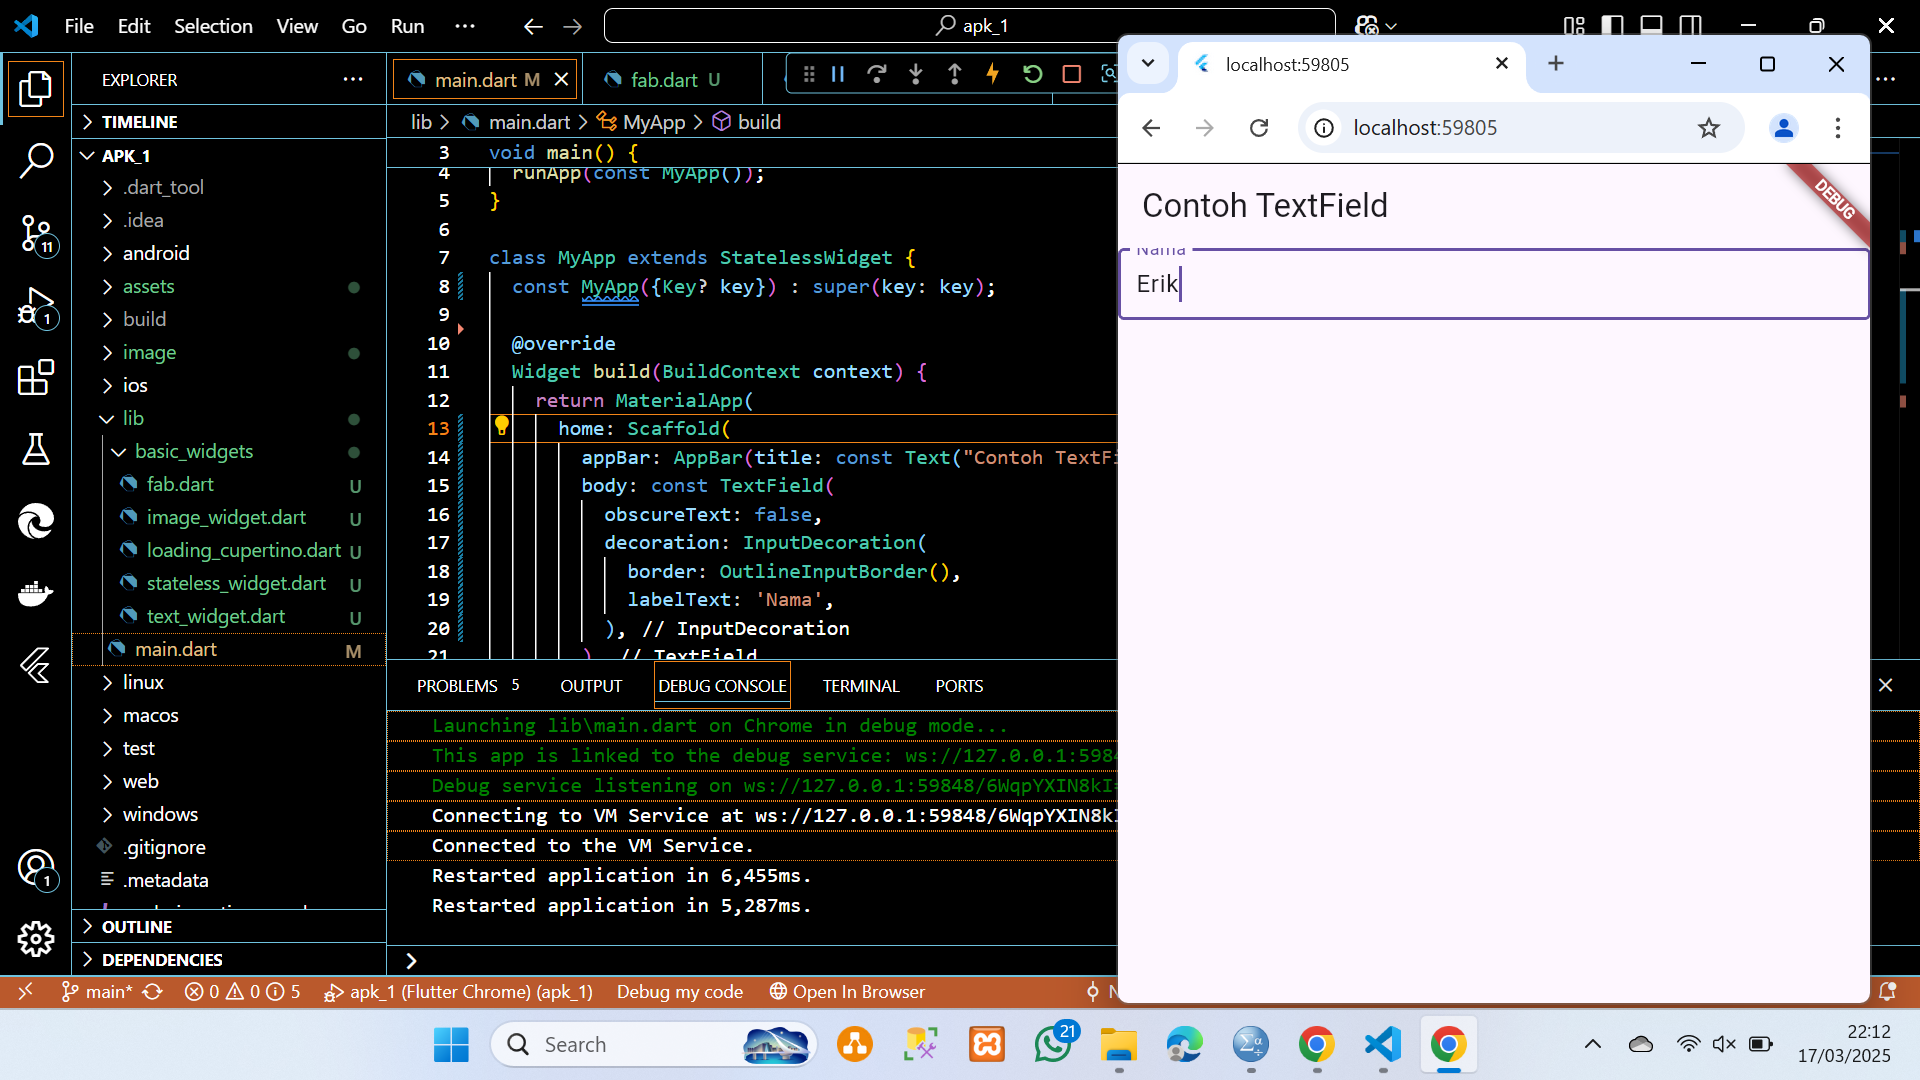 File Edit Selection View Go Run ···
apk_1
EXPLORER
TIMELINE
APK_1
.dart_tool
.idea
android
assets
build
image
ios
lib
basic_widgets
fab.dart U
image_widget.dart U
loading_cupertino.dart U
stateless_widget.dart U
text_widget.dart U
main.dart M
linux
macos
test
web
windows
.gitignore
.metadata
OUTLINE
DEPENDENCIES
11
1
1
main.dart M
fab.dart U
lib > main.dart > MyApp > build
3 void main() {
4 runApp(const MyApp());
5 }
6
7 class MyApp extends StatelessWidget {
8 const MyApp({Key? key}) : super(key: key);
9
10 @override
11 Widget build(BuildContext context) {
12 return MaterialApp(
13 home: Scaffold(
14 appBar: AppBar(title: const Text("Contoh TextFi
15 body: const TextField(
16 obscureText: false,
17 decoration: InputDecoration(
18 border: OutlineInputBorder(),
19 labelText: 'Nama',
20 ), // InputDecoration
21 ) // TextField
PROBLEMS 5 OUTPUT DEBUG CONSOLE TERMINAL PORTS
Launching lib\main.dart on Chrome in debug mode...
This app is linked to the debug service: ws://127.0.0.1:5984
Debug service listening on ws://127.0.0.1:59848/6WqpYXIN8kI=
Connecting to VM Service at ws://127.0.0.1:59848/6WqpYXIN8kI
Connected to the VM Service.
Restarted application in 6,455ms.
Restarted application in 5,287ms.
>
main* 0 0 5 apk_1 (Flutter Chrome) (apk_1) Debug my code Open In Browser
localhost:59805
localhost:59805
Contoh TextField
DEBUG
Nama
Erik
Search
21
22:12
17/03/2025